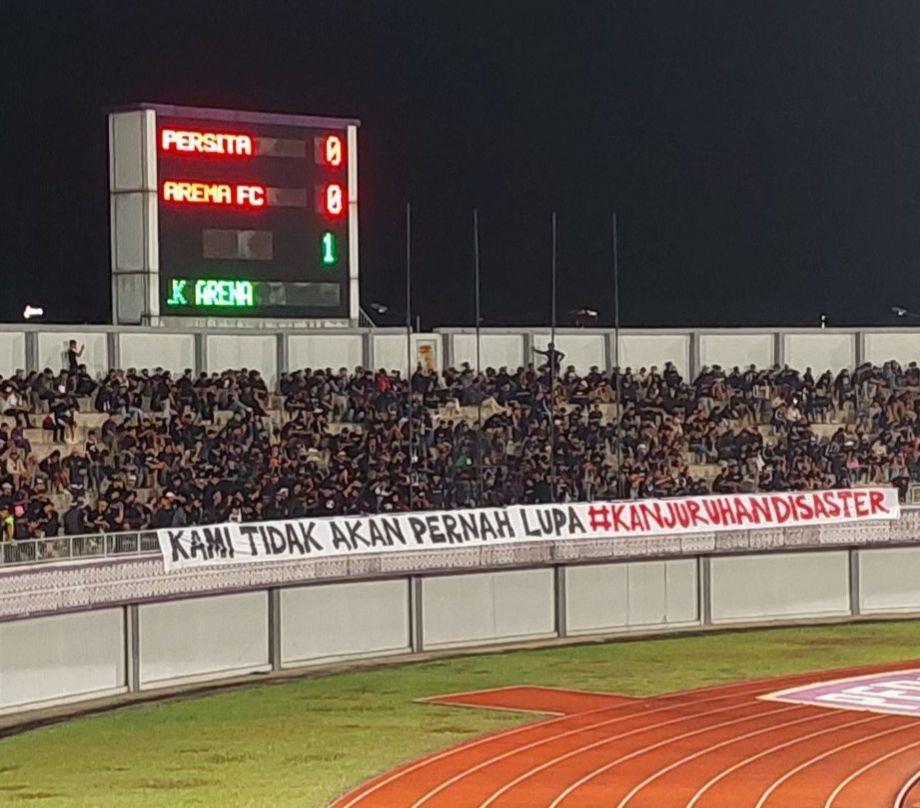 PERSITA 0
AREMA FC 0
1
K ARENA
KAMI TIDAK AKAN PERNAH LUPA #KANJURUHANDISASTER